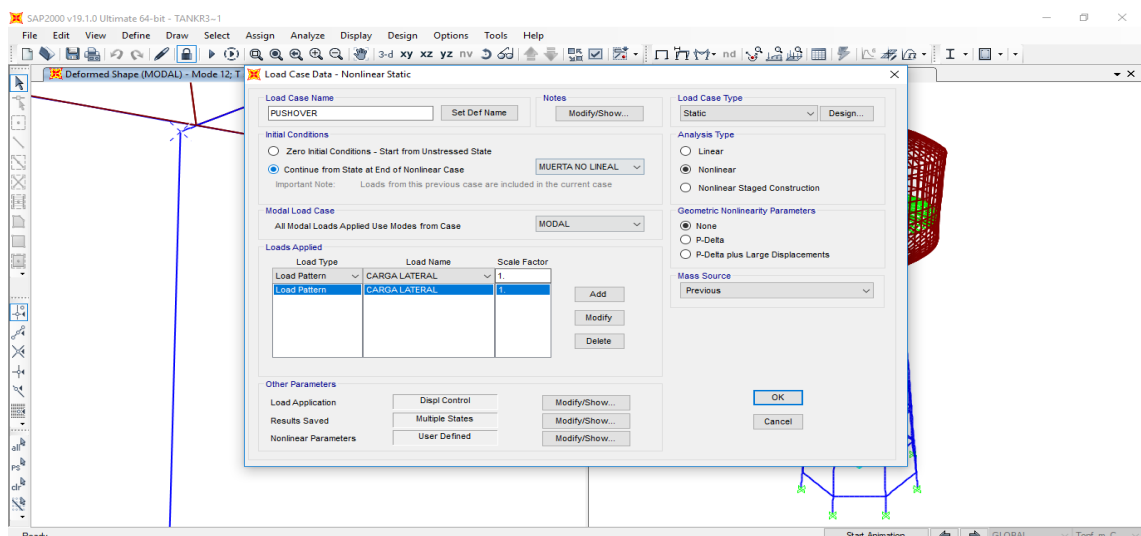 SAP2000 v19.1.0 Ultimate 64-bit - TANKR3~1
File Edit View Define Draw Select Assign Analyze Display Design Options Tools Help
3-d xy xz yz nv nd
Deformed Shape (MODAL) - Mode 12; T
Load Case Data - Nonlinear Static
Load Case Name
PUSHOVER
Set Def Name
Notes
Modify/Show...
Load Case Type
Static
Design...
Initial Conditions
Zero Initial Conditions - Start from Unstressed State
Continue from State at End of Nonlinear Case
MUERTA NO LINEAL
Important Note: Loads from this previous case are included in the current case
Analysis Type
Linear
Nonlinear
Nonlinear Staged Construction
Modal Load Case
All Modal Loads Applied Use Modes from Case
MODAL
Geometric Nonlinearity Parameters
None
P-Delta
P-Delta plus Large Displacements
Loads Applied
Load Type Load Name Scale Factor
Load Pattern CARGA LATERAL 1.
Load Pattern CARGA LATERAL 1.
Add
Modify
Delete
Mass Source
Previous
Other Parameters
Load Application Displ Control Modify/Show...
Results Saved Multiple States Modify/Show...
Nonlinear Parameters User Defined Modify/Show...
OK
Cancel
all
PS
clr
Ready
Start Animation
GLOBAL
Tonf, m, C